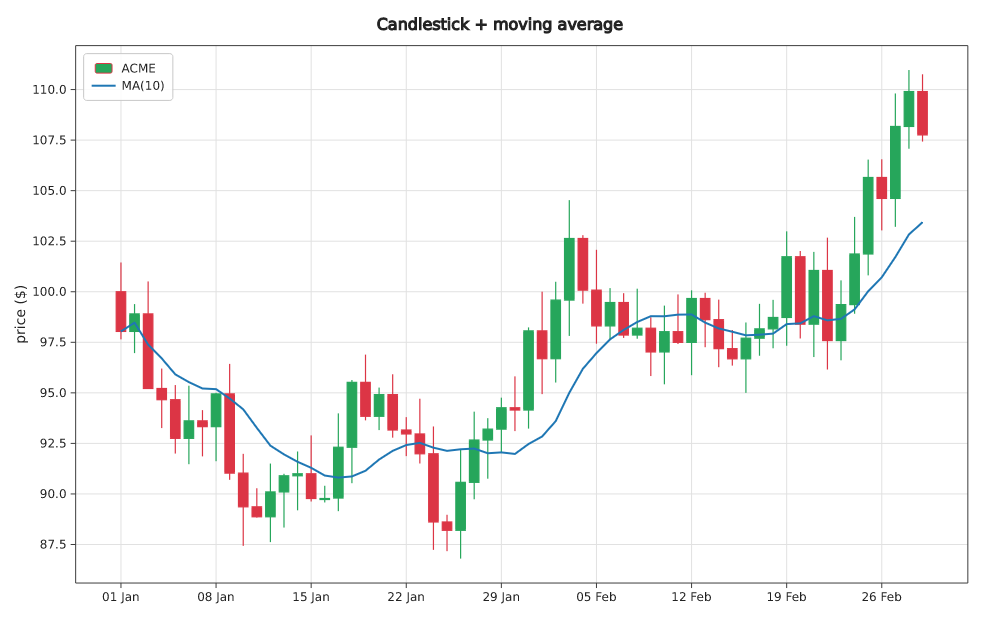 Candlestick + moving average
ACME
MA(10)
price ($)
110.0
107.5
105.0
102.5
100.0
97.5
95.0
92.5
90.0
87.5
01 Jan
08 Jan
15 Jan
22 Jan
29 Jan
05 Feb
12 Feb
19 Feb
26 Feb